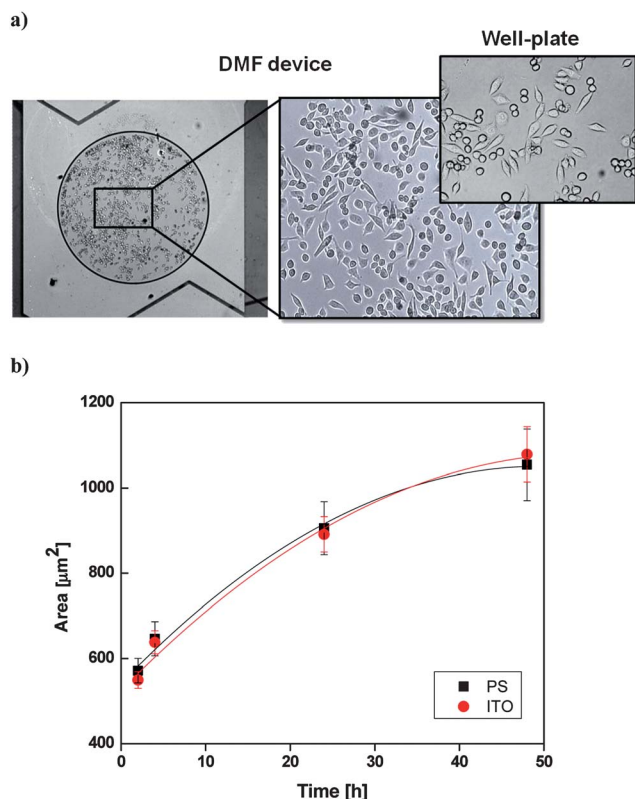 a)
Well-plate
DMF device
b)
1200
1000
800
600
400
Area [μm²]
PS
ITO
0 10 20 30 40 50
Time [h]